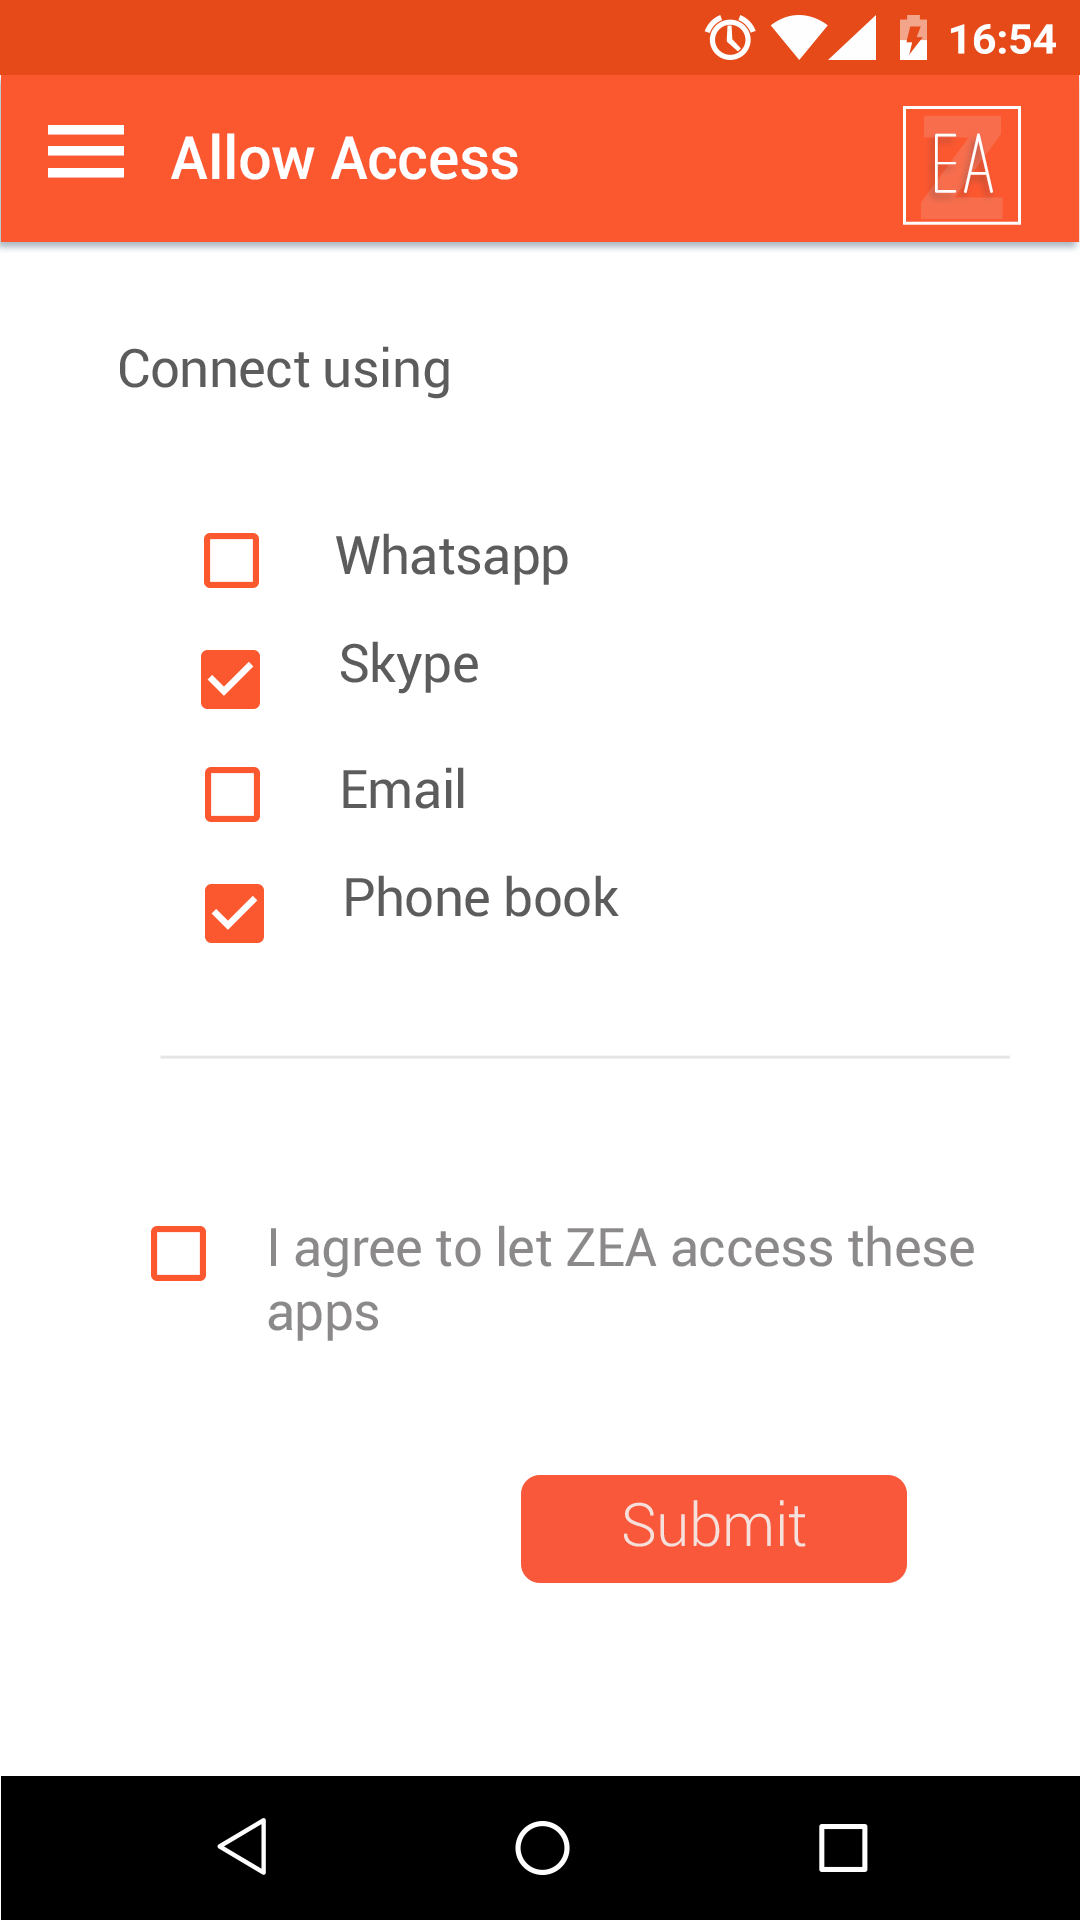 16:54
Allow Access
EA
Connect using
Whatsapp
Skype
Email
Phone book
I agree to let ZEA access these
apps
Submit